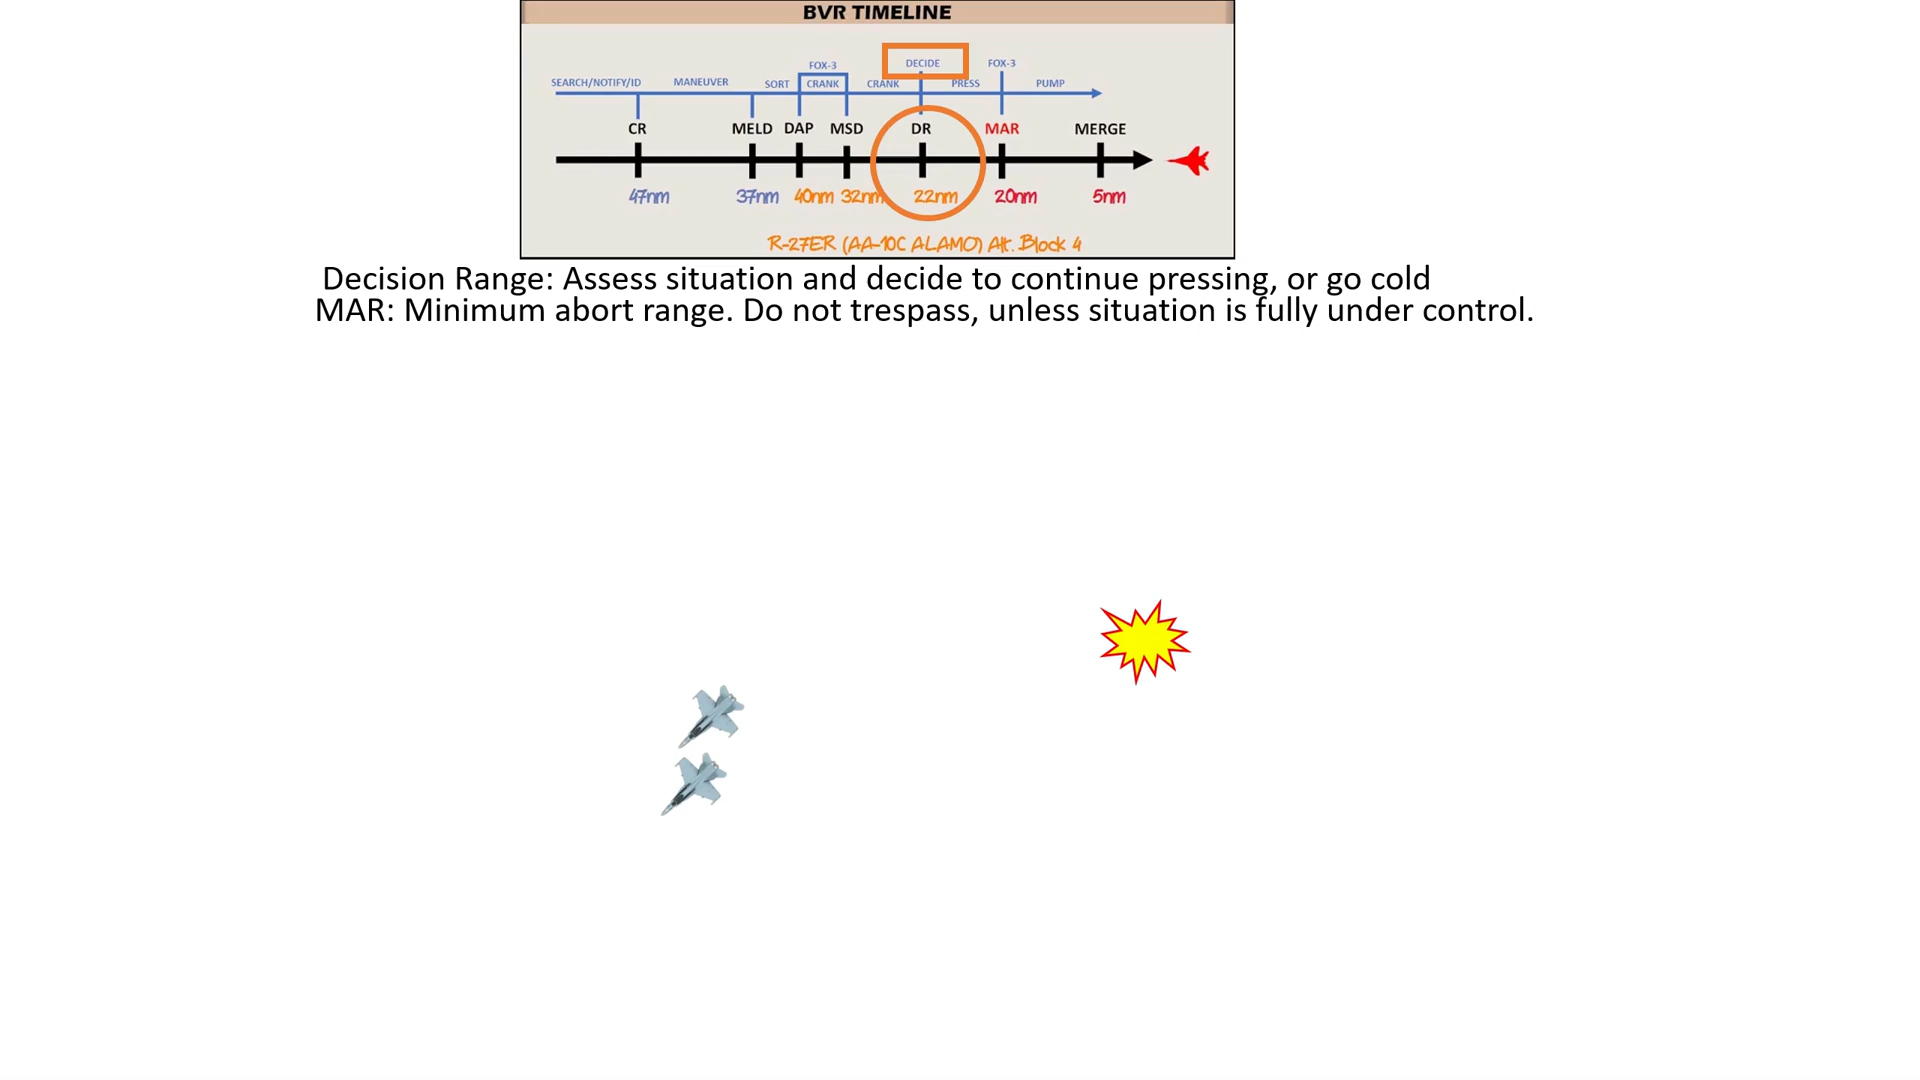 BVR TIMELINE
FOX-3 DECIDE FOX-3
SEARCH/NOTIFY/ID MANEUVER SORT CRANK CRANK PRESS PUMP
CR MELD DAP MSD DR MAR MERGE
47nm 37nm 40nm 32nm 22nm 20nm 5nm
R-27ER (AA-10C ALAMO) Alt. Block 4
Decision Range: Assess situation and decide to continue pressing, or go cold
MAR: Minimum abort range. Do not trespass, unless situation is fully under control.